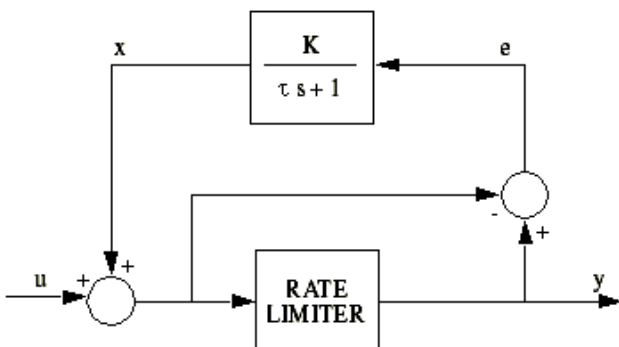 K
x
e
τ s + 1
-
+
+
+
u
RATE
LIMITER
y